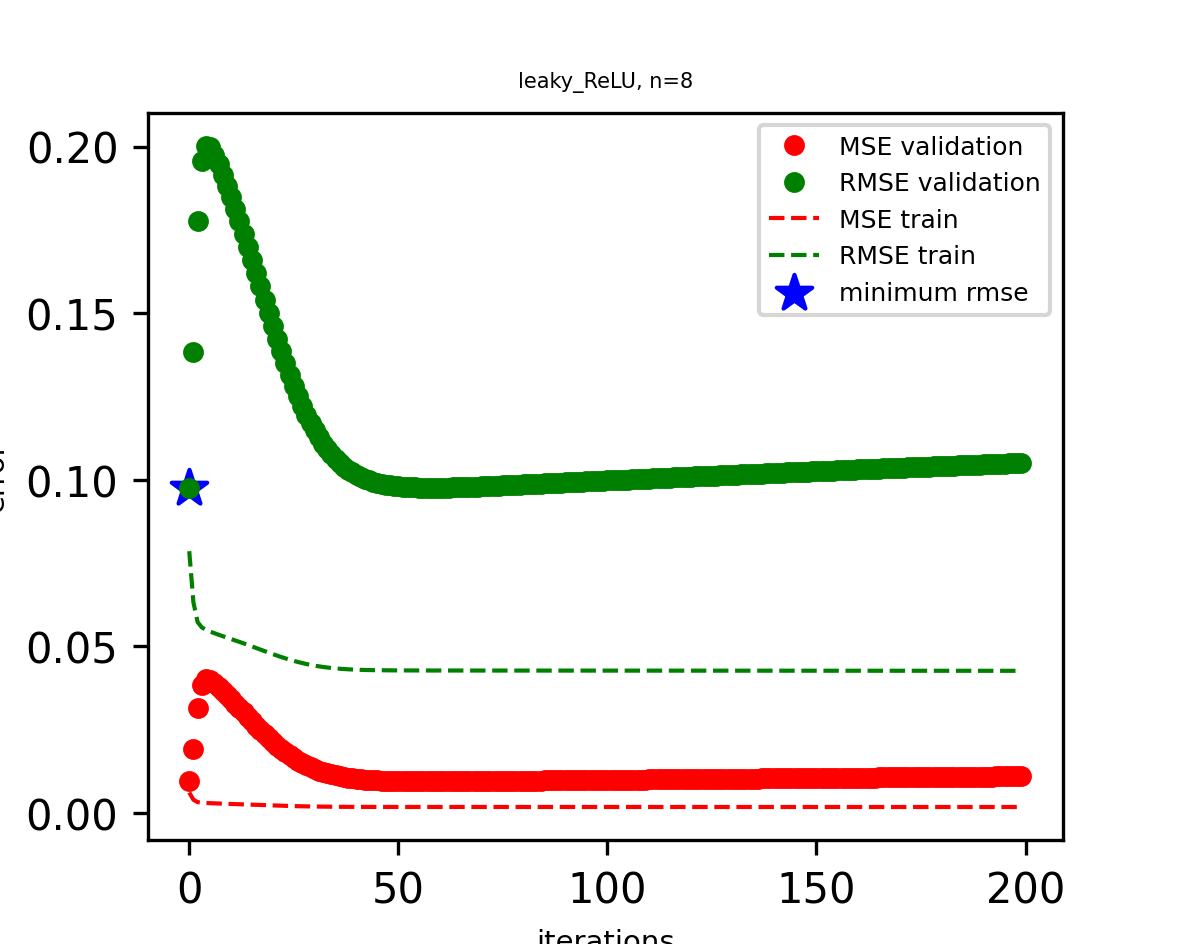 leaky_ReLU, n=8
0.20
0.15
0.10
0.05
0.00
MSE validation
RMSE validation
MSE train
RMSE train
minimum rmse
0 50 100 150 200
iterations